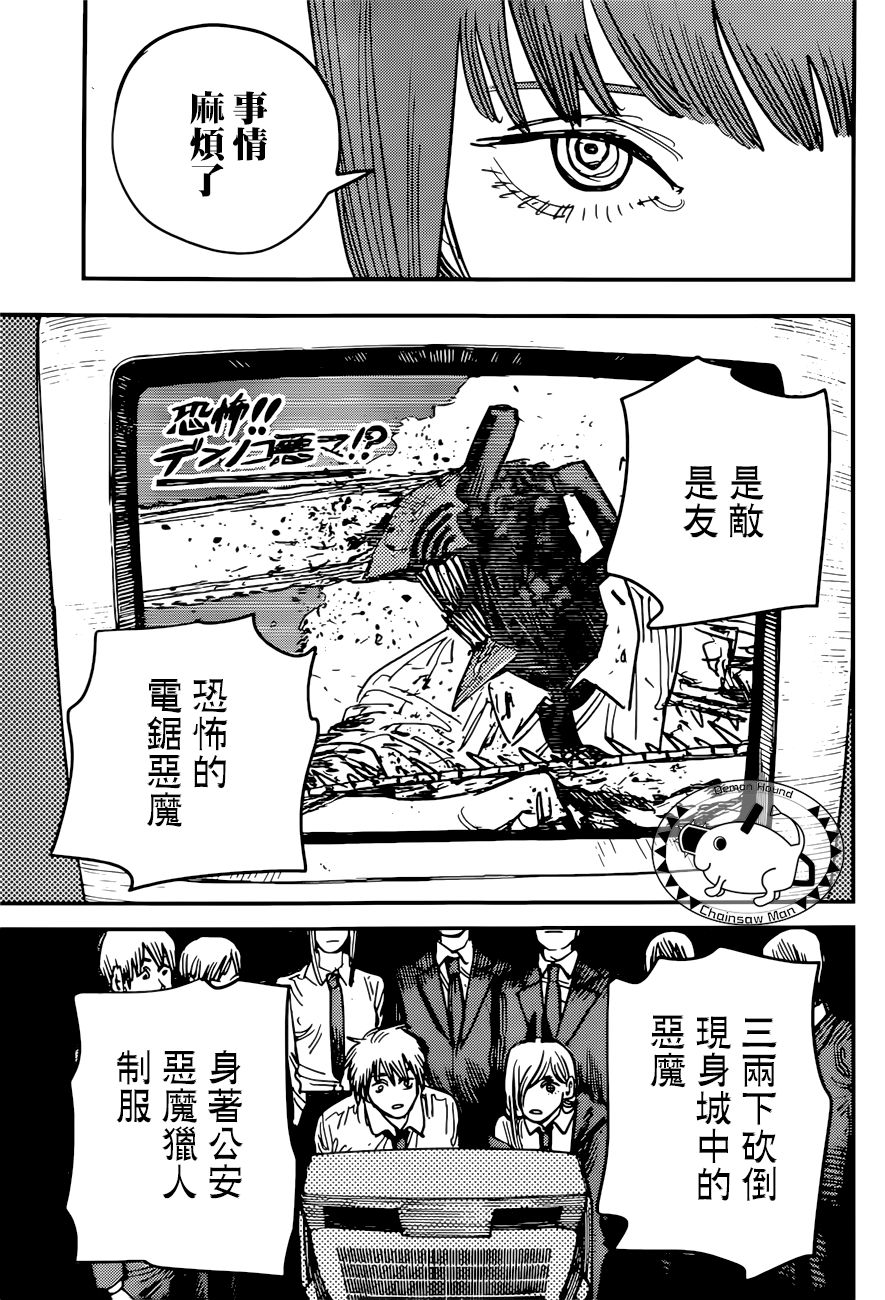 事情
麻煩了
是敵
是友
恐怖!!
デンノコ悪マ!?
恐怖的
電鋸惡魔
Demon Hound
Chainsaw Man
三兩下砍倒
現身城中的
惡魔
身著公安
惡魔獵人
制服